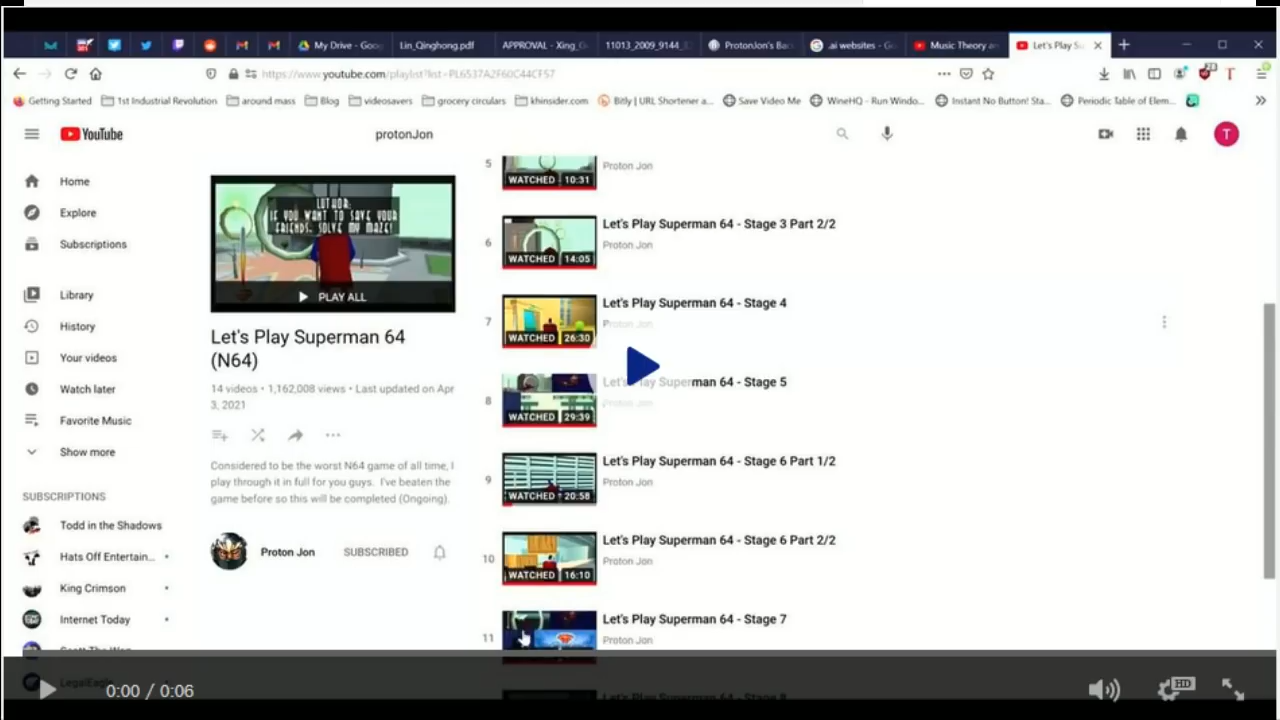 My Drive - Goog
Lin_Qinghong.pdf
APPROVAL - Xing_G
11013_2009_9144_
ProtonJon's Bar
.ai websites - Go
Music Theory a
Let's Play Su
https://www.youtube.com/playlist?list=PL6537A2F60C44CF57
Getting Started
1st Industrial Revolution
around mass
Blog
videosavers
grocery circulars
khinsider.com
Bitly | URL Shortener a...
Save Video Me
WineHQ - Run Windo...
Instant No Button! Sta...
Periodic Table of Elem...
YouTube
protonJon
T
Home
Explore
Subscriptions
Library
History
Your videos
Watch later
Favorite Music
Show more
SUBSCRIPTIONS
Todd in the Shadows
Hats Off Entertain...
King Crimson
Internet Today
LegalEagle
LUTHOR:
IF YOU WANT TO SAVE YOUR
FRIENDS, SOLVE MY MAZE!
PLAY ALL
Let's Play Superman 64
(N64)
14 videos • 1,162,008 views • Last updated on Apr
3, 2021
Considered to be the worst N64 game of all time, I
play through it in full for you guys. I've beaten the
game before so this will be completed (Ongoing).
Proton Jon
SUBSCRIBED
5
WATCHED 10:31
Proton Jon
6
WATCHED 14:05
Let's Play Superman 64 - Stage 3 Part 2/2
Proton Jon
7
WATCHED 26:30
Let's Play Superman 64 - Stage 4
Proton Jon
8
WATCHED 29:39
Let's Play Superman 64 - Stage 5
Proton Jon
9
WATCHED 20:58
Let's Play Superman 64 - Stage 6 Part 1/2
Proton Jon
10
WATCHED 16:10
Let's Play Superman 64 - Stage 6 Part 2/2
Proton Jon
11
Let's Play Superman 64 - Stage 7
Proton Jon
0:00 / 0:06
HD